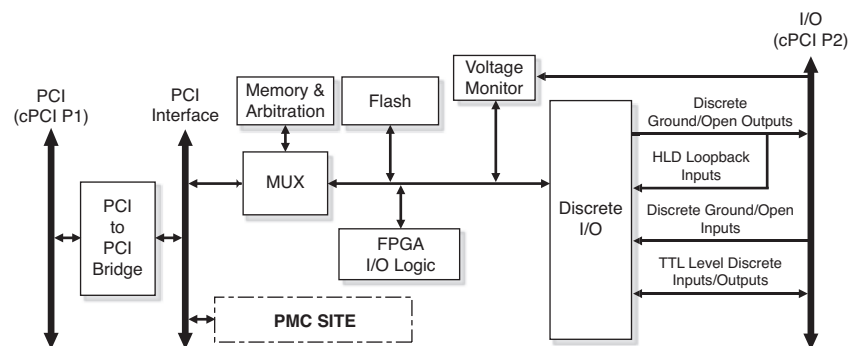 I/O
(cPCI P2)
PCI
(cPCI P1)
PCI
Interface
Memory &
Arbitration
Flash
Voltage
Monitor
Discrete
Ground/Open Outputs
HLD Loopback
Inputs
MUX
PCI
to
PCI
Bridge
FPGA
I/O Logic
Discrete
I/O
Discrete Ground/Open
Inputs
TTL Level Discrete
Inputs/Outputs
PMC SITE